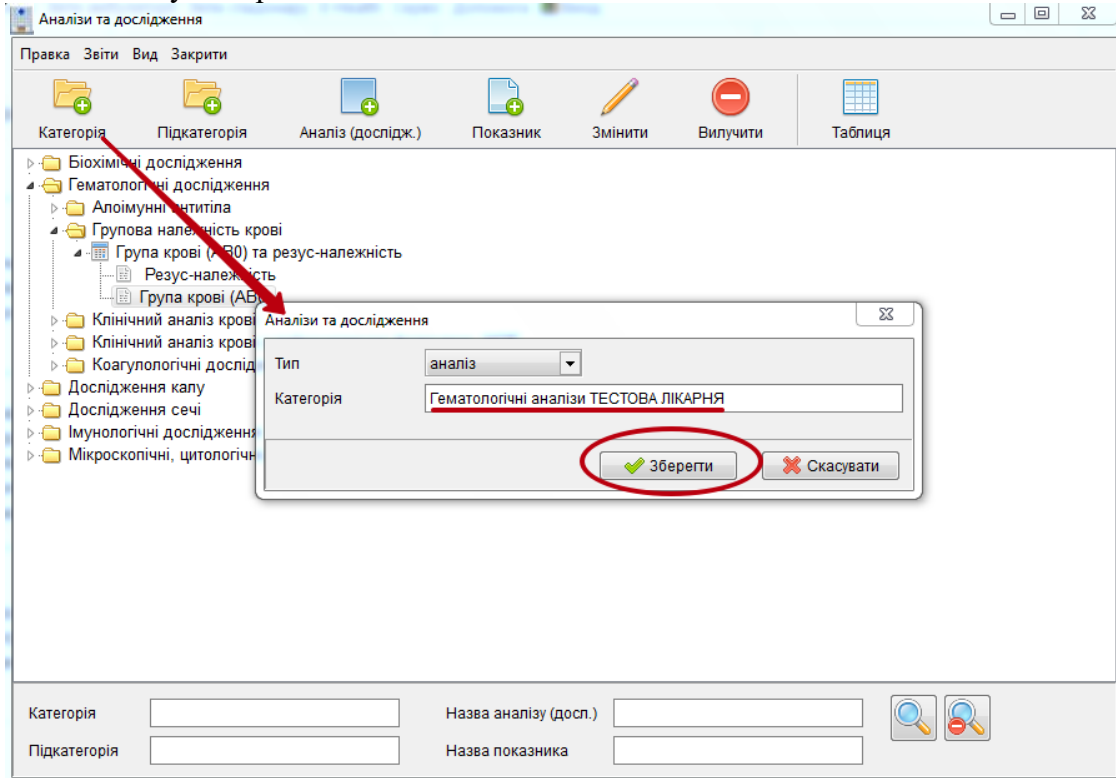 Аналізи та дослідження
Правка Звіти Вид Закрити
Категорія Підкатегорія Аналіз (дослідж.) Показник Змінити Вилучити Таблиця
Біохімічні дослідження
Гематологічні дослідження
Алоімунні антитіла
Групова належність крові
Група крові (AB0) та резус-належність
Резус-належність
Група крові (AB0
Клінічний аналіз крові
Клінічний аналіз крові
Коагулологічні дослід
Дослідження калу
Дослідження сечі
Імунологічні дослідження
Мікроскопічні, цитологічн
Аналізи та дослідження
Тип аналіз
Категорія Гематологічні аналізи ТЕСТОВА ЛІКАРНЯ
Зберегти Скасувати
Категорія Назва аналізу (досл.)
Підкатегорія Назва показника